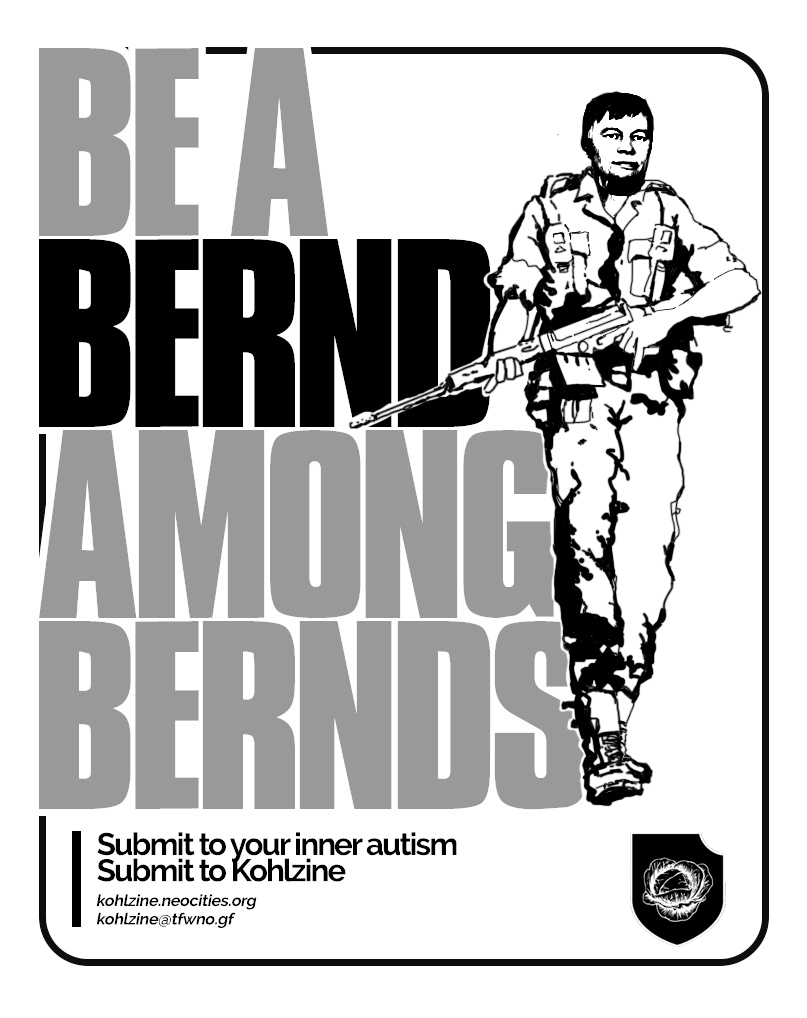 BE A
BERND
AMONG
BERNDS
Submit to your inner autism
Submit to Kohlzine
kohlzine.neocities.org
kohlzine@tfwno.gf